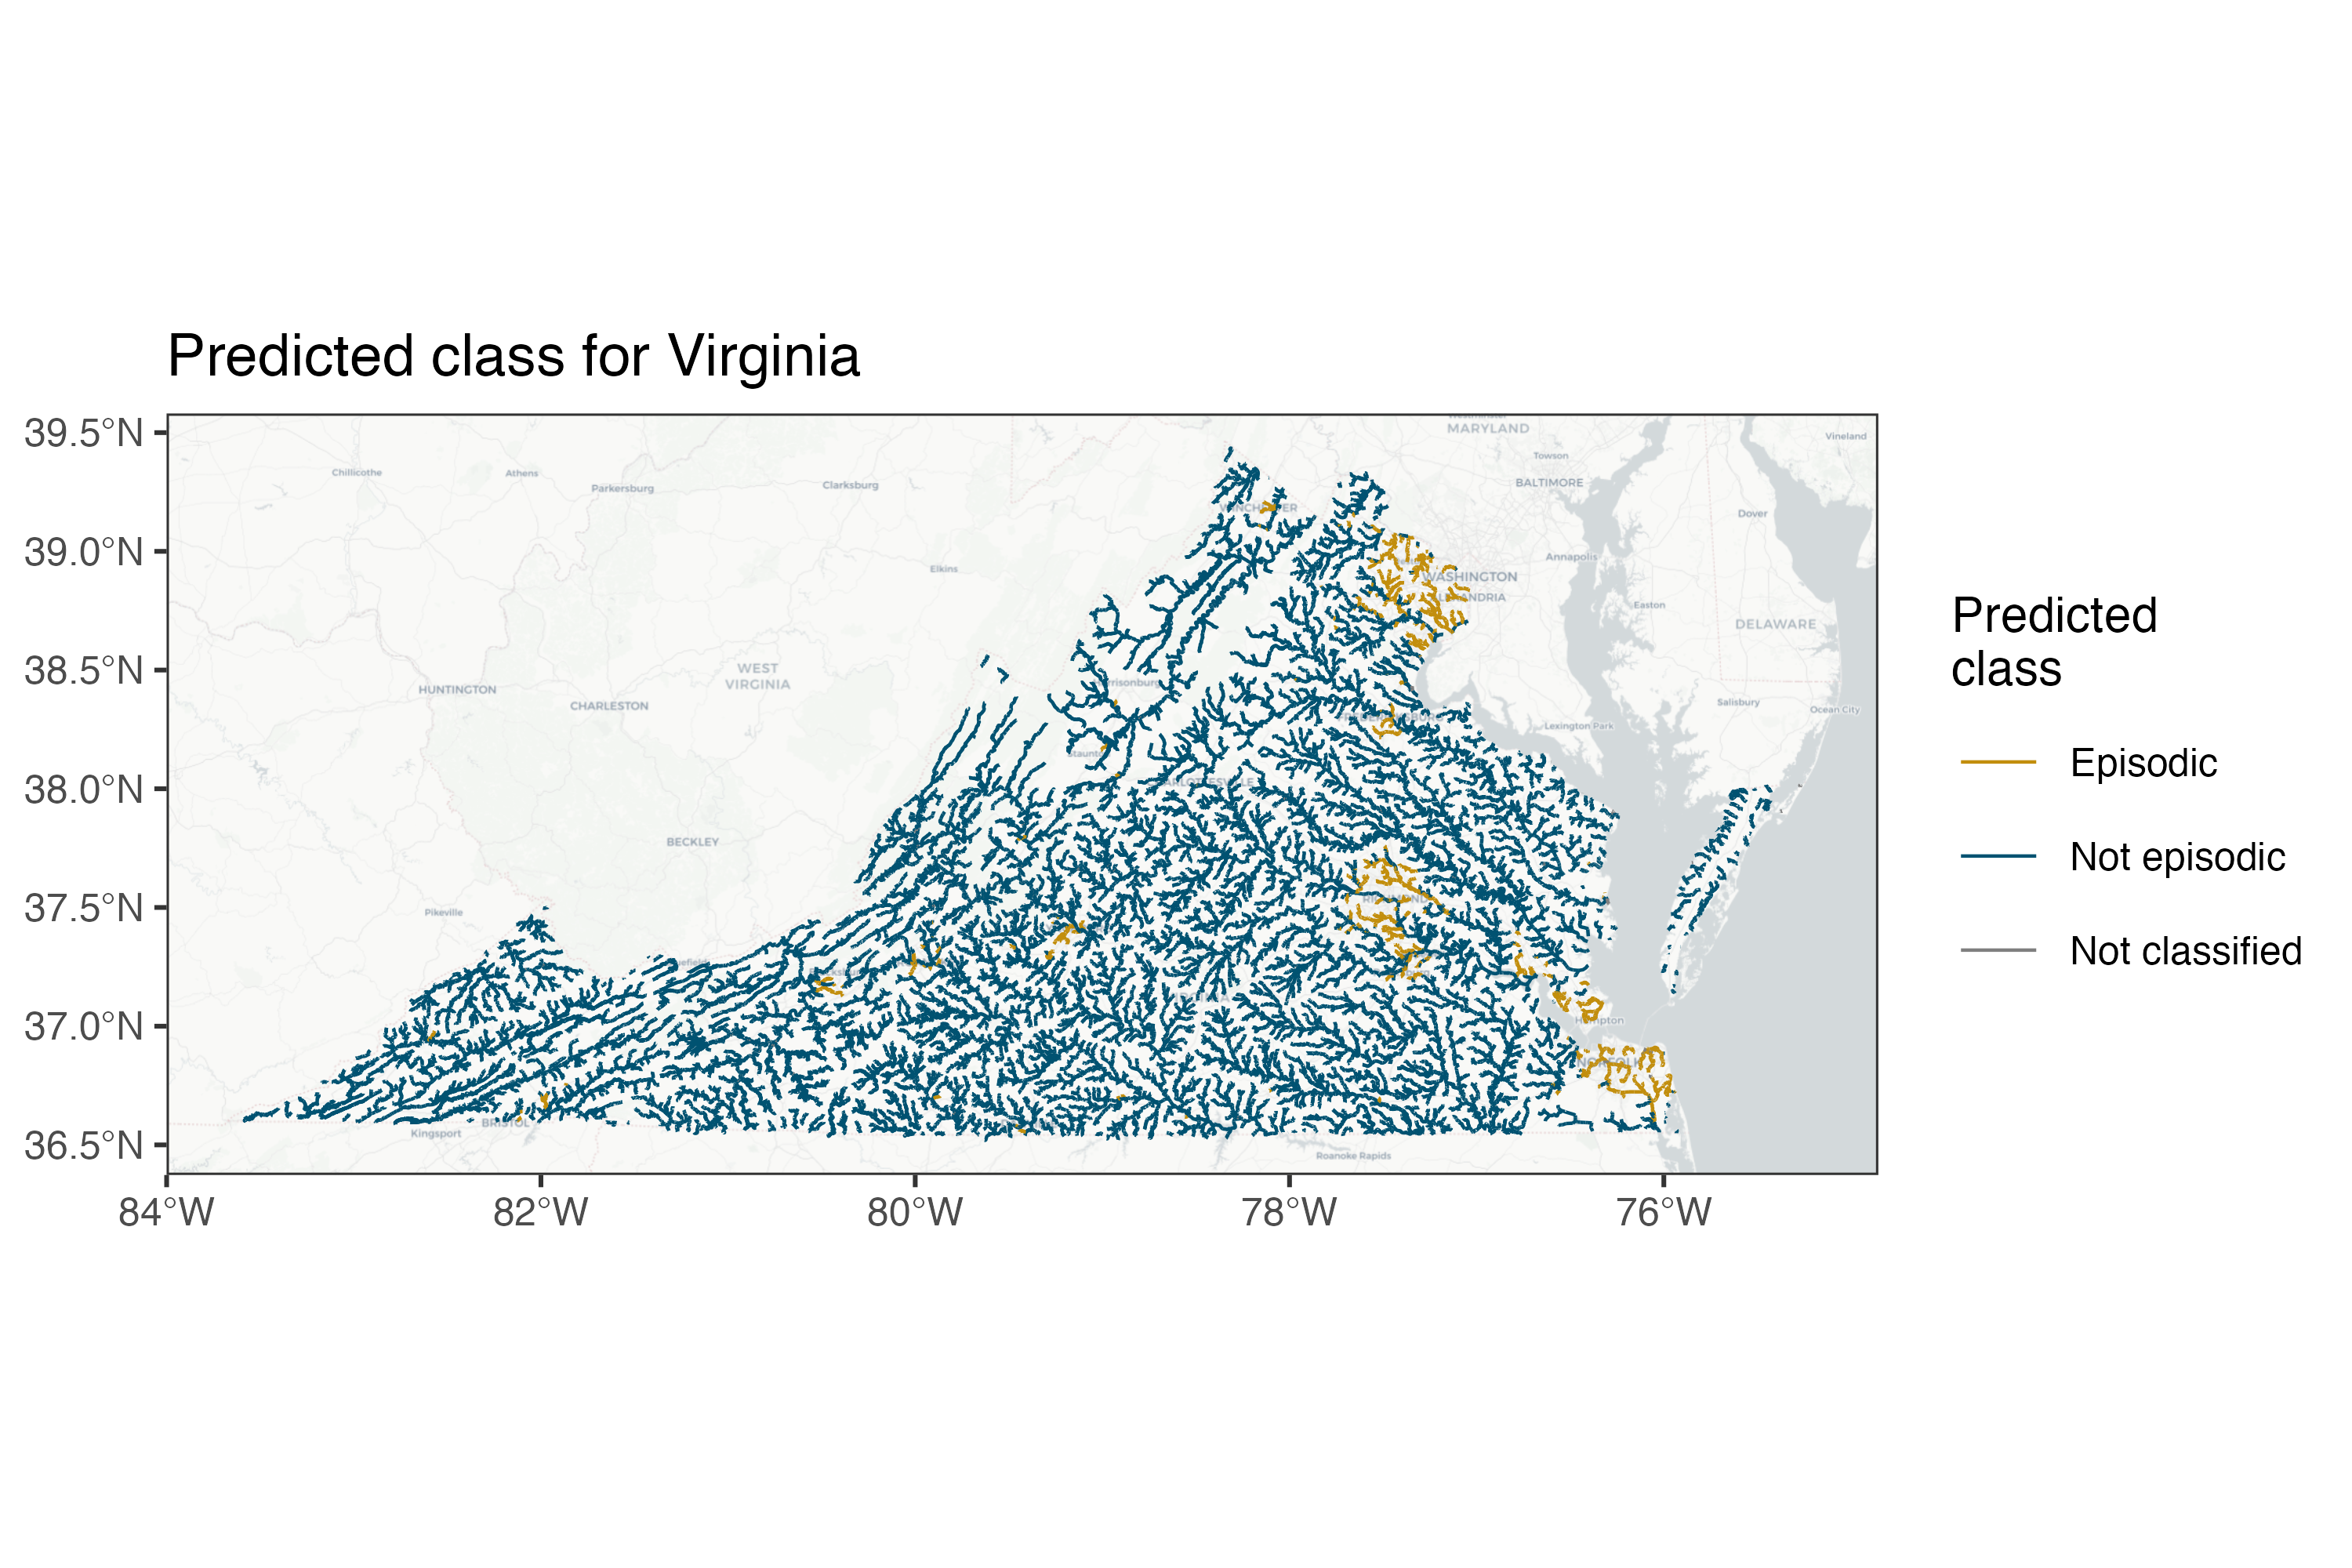 Predicted class for Virginia
39.5°N
39.0°N
38.5°N
38.0°N
37.5°N
37.0°N
36.5°N
84°W
82°W
80°W
78°W
76°W
Predicted
class
Episodic
Not episodic
Not classified
MARYLAND
Vineland
Chillicothe
Athens
Parkersburg
Clarksburg
Towson
BALTIMORE
Dover
Elkins
Annapolis
WASHINGTON
Easton
DELAWARE
WEST
VIRGINIA
HUNTINGTON
CHARLESTON
Salisbury
Ocean City
Lexington Park
BECKLEY
Pikeville
Hampton
Kingsport
BRISTOL
Roanoke Rapids